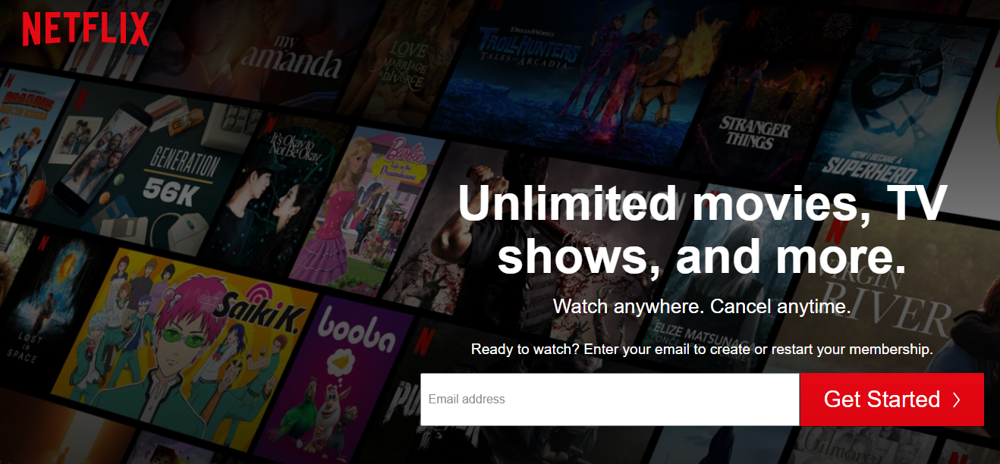 NETFLIX
my
amanda
LOVE
MARRIAGE
& DIVORCE
DREAMWORKS
TROLLHUNTERS
TALES OF ARCADIA
STRANGER
THINGS
HOW I BECAME A
SUPERHERO
DRAGONS
GENERATION
56K
It's Okay to
Not Be Okay
Barbie
Life in the
Dreamhouse
Unlimited movies, TV
shows, and more.
Watch anywhere. Cancel anytime.
Ready to watch? Enter your email to create or restart your membership.
Email address
Get Started
LOST
IN
SPACE
Saiki K.
booba
ELIZE MATSUNAGA
ONCE
RIVER
Gilmore